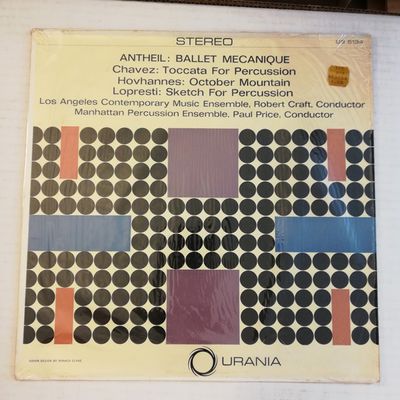 STEREO
ANTHEIL: BALLET MECANIQUE
Chavez: Toccata For Percussion
Hovhannes: October Mountain
Lopresti: Sketch For Percussion
Los Angeles Contemporary Music Ensemble, Robert Craft, Conductor
Manhattan Percussion Ensemble, Paul Price, Conductor
URANIA